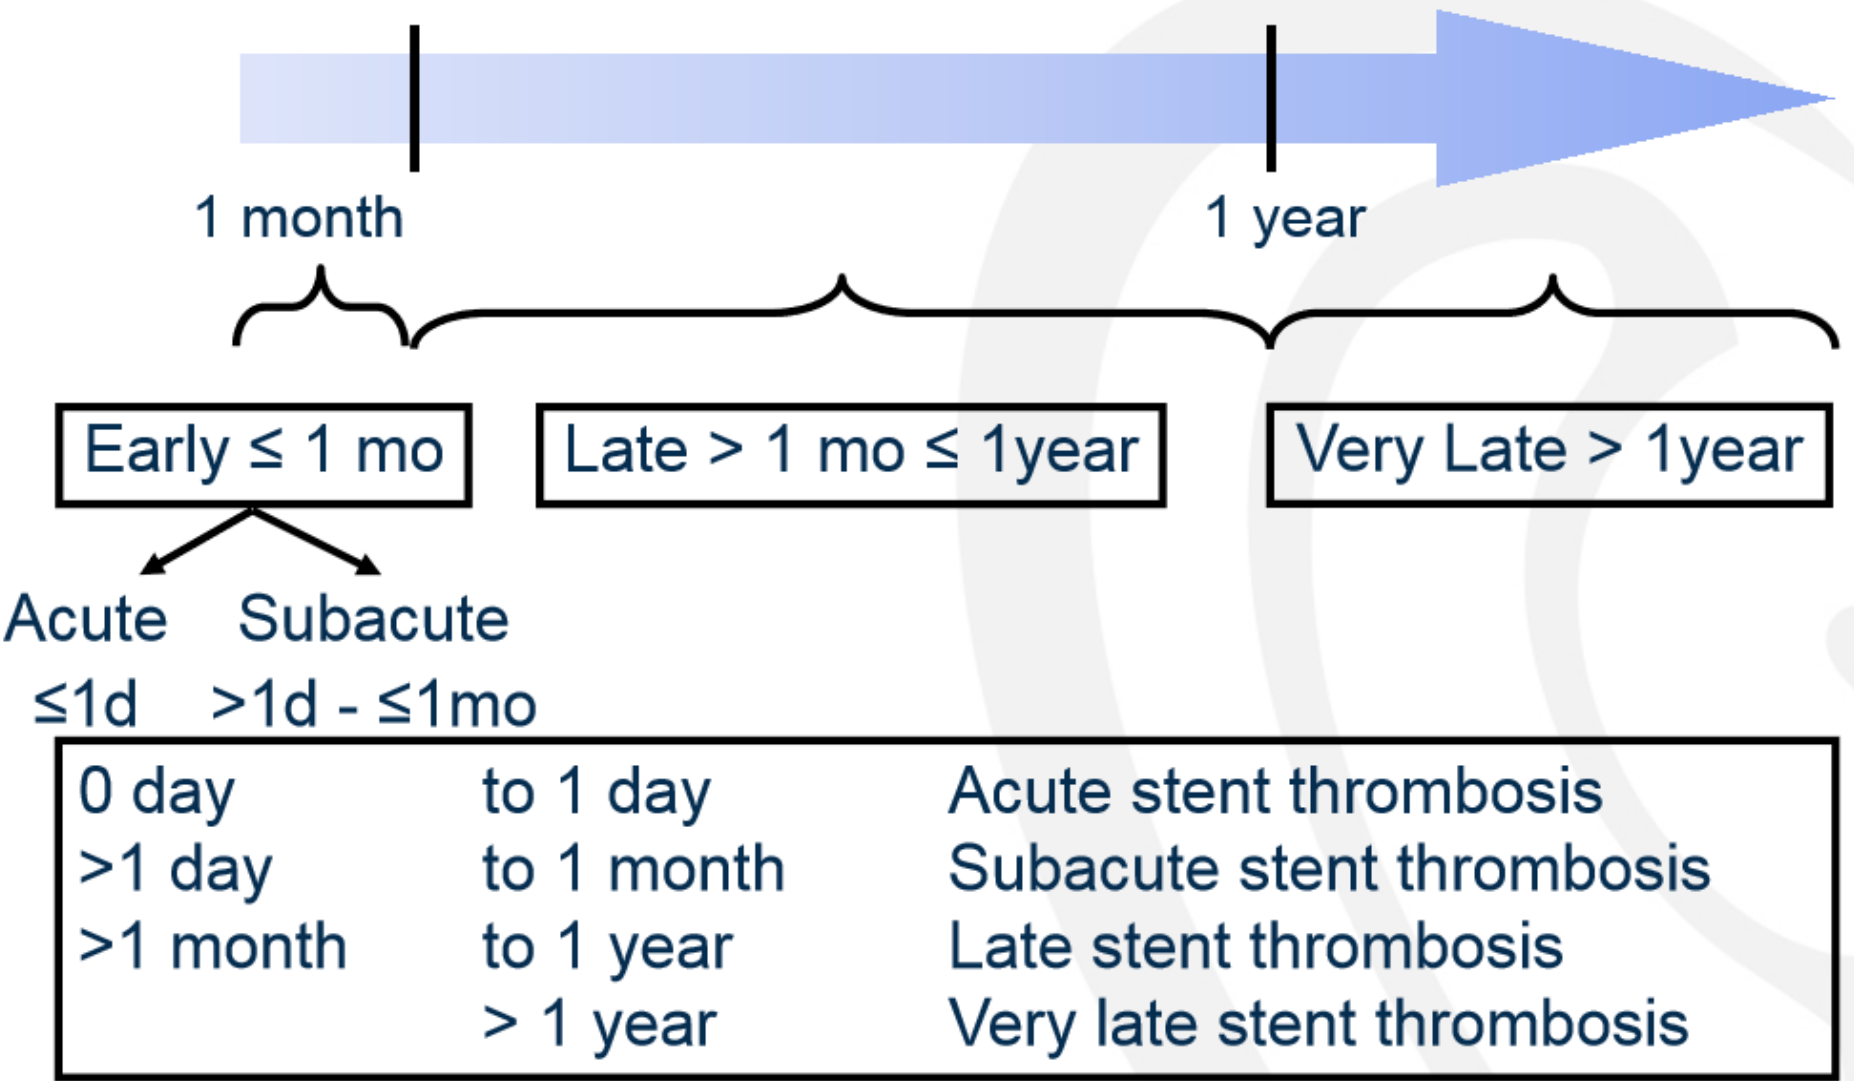 1 month 1 year
Early ≤ 1 mo Late > 1 mo ≤ 1year Very Late > 1year
Acute Subacute
≤1d >1d - ≤1mo
0 day to 1 day Acute stent thrombosis
>1 day to 1 month Subacute stent thrombosis
>1 month to 1 year Late stent thrombosis
> 1 year Very late stent thrombosis